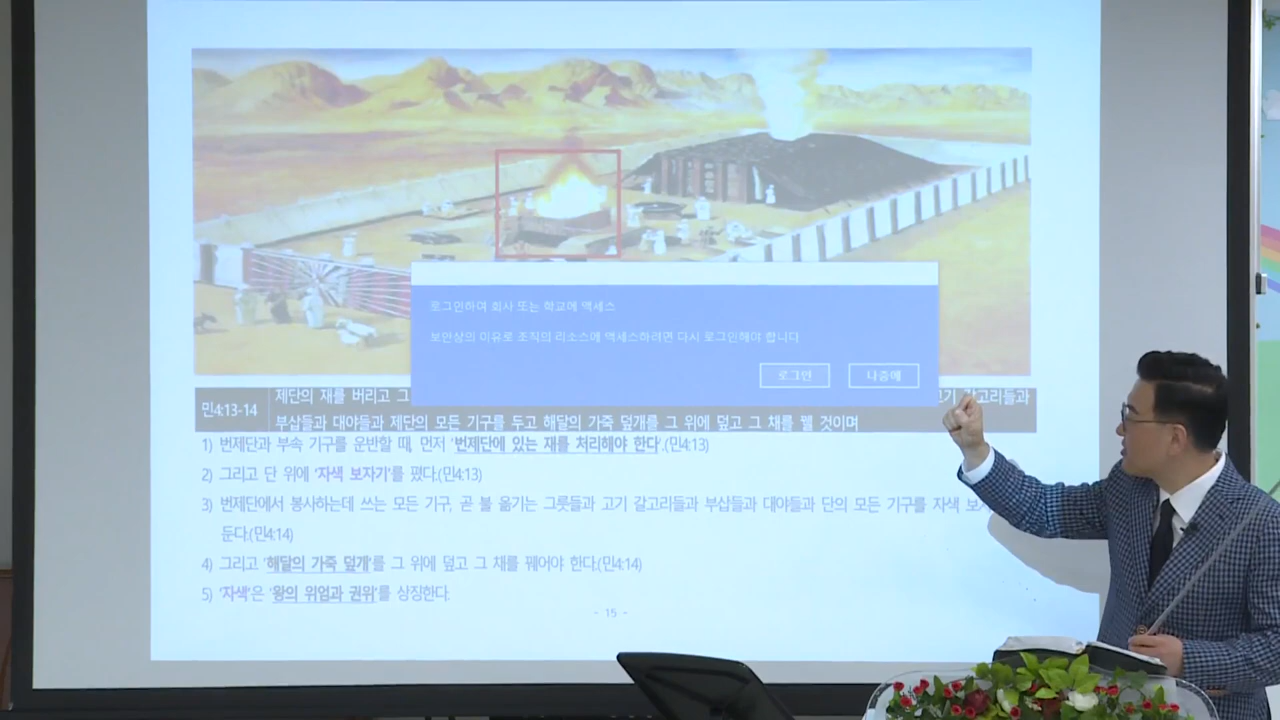 로그인하여 회사 또는 학교에 액세스
보안상의 이유로 조직의 리소스에 액세스하려면 다시 로그인해야 합니다
로그인 나중에
민4:13-14
제단의 재를 버리고 그 갈고리들과
부삽들과 대야들과 제단의 모든 기구를 두고 해달의 가죽 덮개를 그 위에 덮고 그 채를 꿸 것이며
1) 번제단과 부속 기구를 운반할 때, 먼저 '번제단에 있는 재를 처리해야 한다'.(민4:13)
2) 그리고 단 위에 '자색 보자기'를 폈다.(민4:13)
3) 번제단에서 봉사하는데 쓰는 모든 기구, 곧 불 옮기는 그릇들과 고기 갈고리들과 부삽들과 대야들과 단의 모든 기구를 자색
둔다.(민4:14)
4) 그리고 '해달의 가죽 덮개'를 그 위에 덮고 그 채를 꿰어야 한다.(민4:14)
5) '자색'은 '왕의 위엄과 권위'를 상징한다.
- 15 -